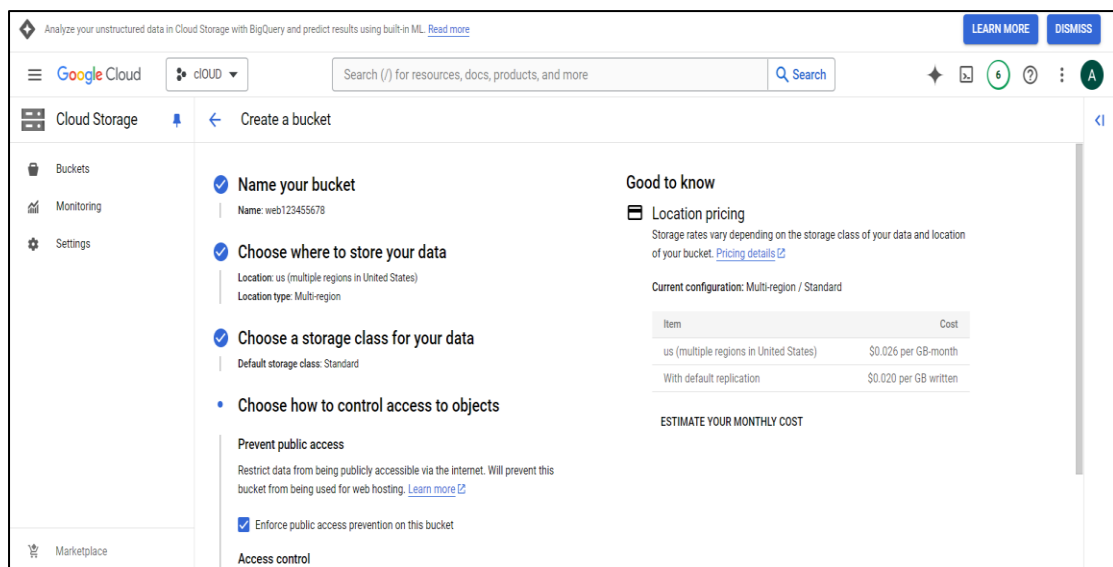 Analyze your unstructured data in Cloud Storage with BigQuery and predict results using built-in ML. Read more
LEARN MORE
DISMISS
Google Cloud
clOUD
Search (/) for resources, docs, products, and more
Search
6
A
Cloud Storage
Create a bucket
Buckets
Monitoring
Settings
Marketplace
Name your bucket
Name: web123455678
Choose where to store your data
Location: us (multiple regions in United States)
Location type: Multi-region
Choose a storage class for your data
Default storage class: Standard
Choose how to control access to objects
Prevent public access
Restrict data from being publicly accessible via the internet. Will prevent this
bucket from being used for web hosting. Learn more
Enforce public access prevention on this bucket
Access control
Good to know
Location pricing
Storage rates vary depending on the storage class of your data and location
of your bucket. Pricing details
Current configuration: Multi-region / Standard
Item Cost
us (multiple regions in United States) $0.026 per GB-month
With default replication $0.020 per GB written
ESTIMATE YOUR MONTHLY COST